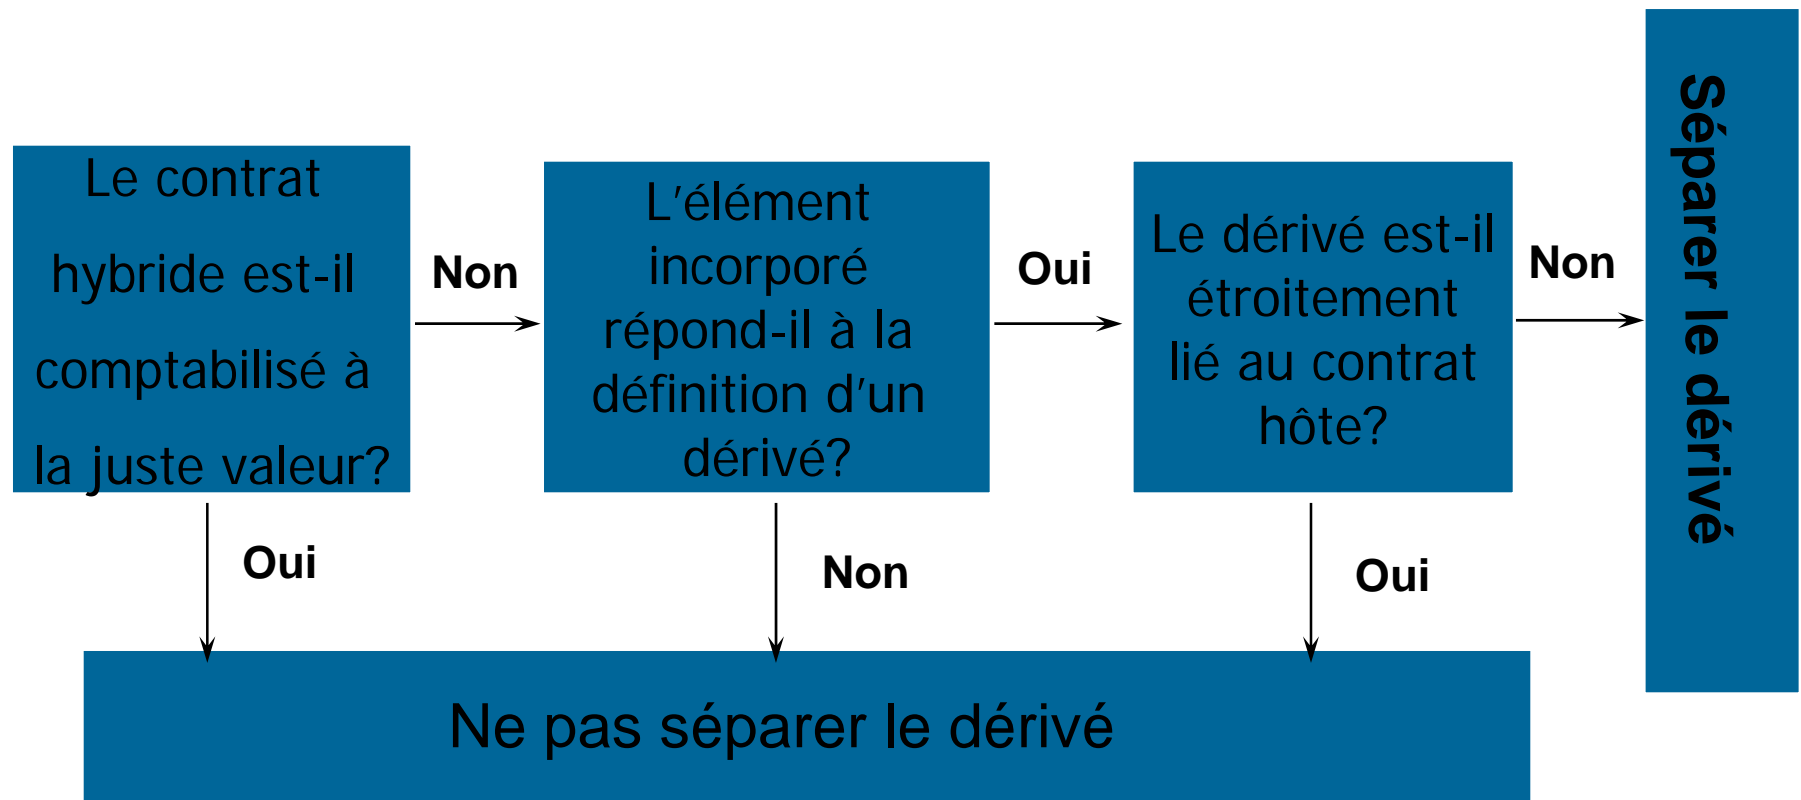 Le contrat
hybride est-il
comptabilisé à
la juste valeur?
Non
Oui
L'élément
incorporé
répond-il à la
définition d'un
dérivé?
Oui
Non
Le dérivé est-il
étroitement
lié au contrat
hôte?
Non
Oui
Séparer le dérivé
Ne pas séparer le dérivé